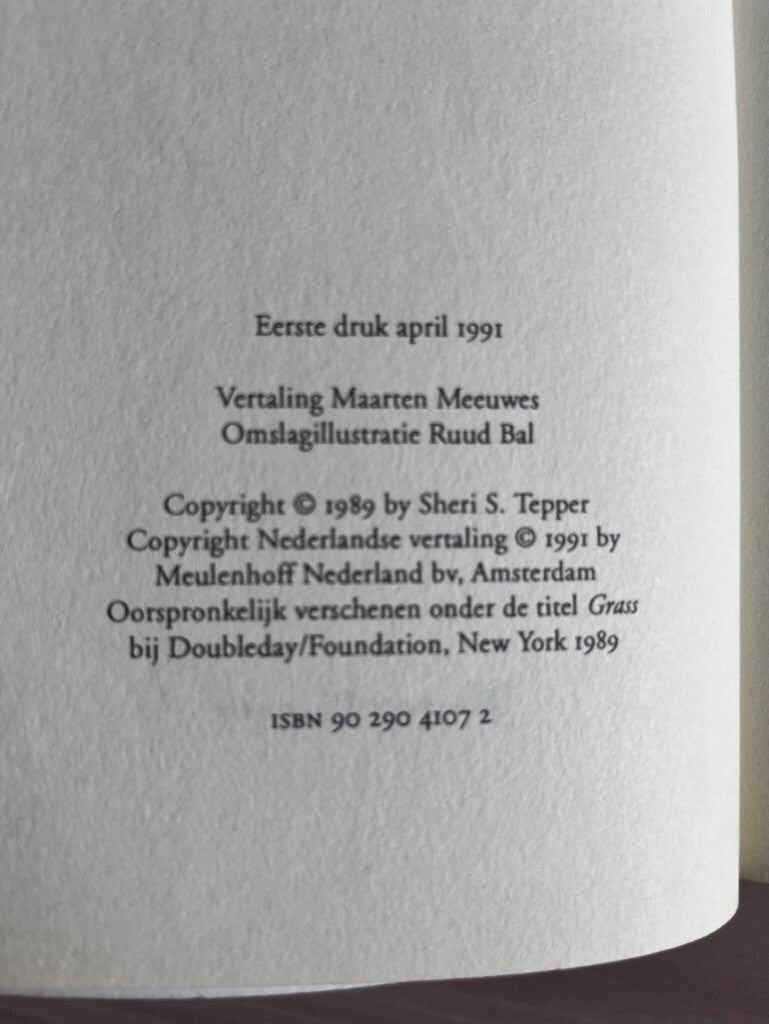 Eerste druk april 1991
Vertaling Maarten Meeuwes
Omslagillustratie Ruud Bal
Copyright © 1989 by Sheri S. Tepper
Copyright Nederlandse vertaling © 1991 by
Meulenhoff Nederland bv, Amsterdam
Oorspronkelijk verschenen onder de titel Grass
bij Doubleday/Foundation, New York 1989
ISBN 90 290 4107 2